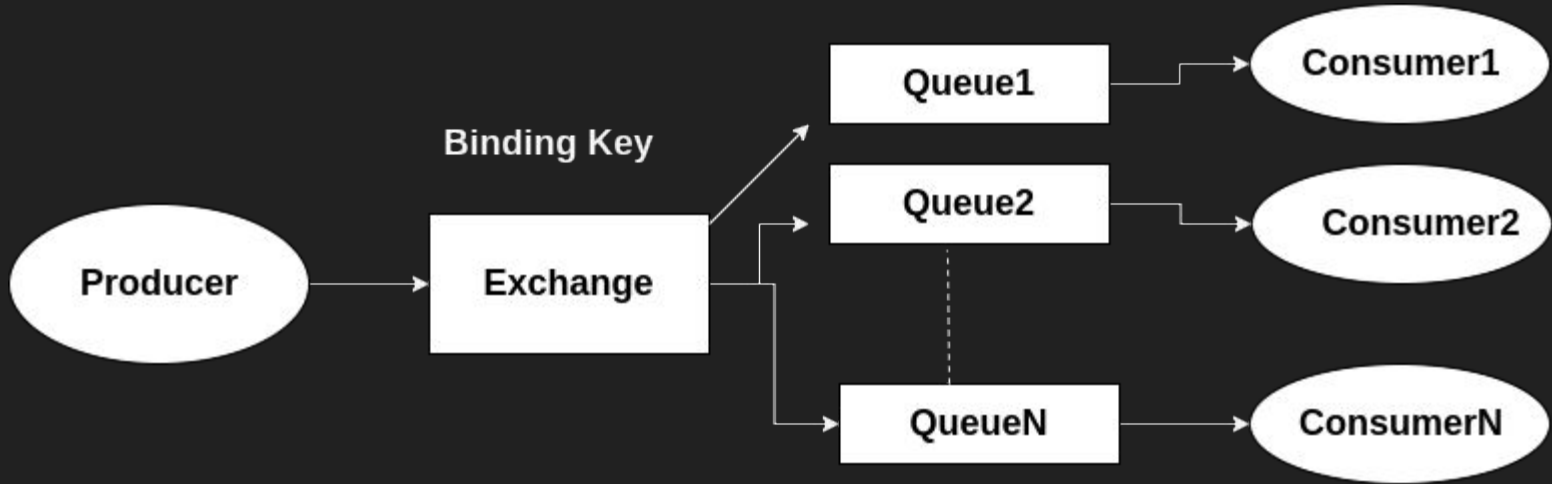 Producer
Binding Key
Exchange
Queue1
Consumer1
Queue2
Consumer2
QueueN
ConsumerN